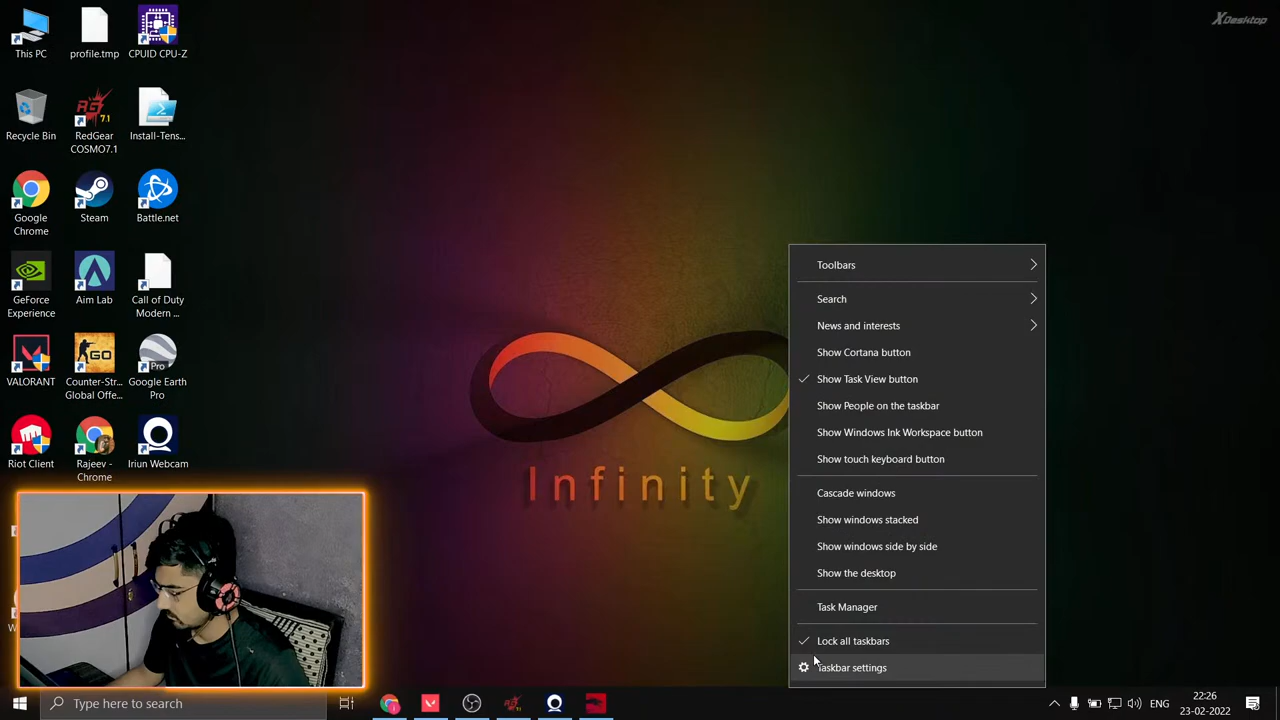 XDesktop
This PC
profile.tmp
CPUID CPU-Z
Recycle Bin
RedGear
COSMO7.1
Install-Tens...
Google
Chrome
Steam
Battle.net
GeForce
Experience
Aim Lab
Call of Duty
Modern ...
VALORANT
Counter-Str...
Global Offe...
Pro
Google Earth
Pro
Riot Client
Rajeev -
Chrome
Iriun Webcam
Infinity
Toolbars
Search
News and interests
Show Cortana button
Show Task View button
Show People on the taskbar
Show Windows Ink Workspace button
Show touch keyboard button
Cascade windows
Show windows stacked
Show windows side by side
Show the desktop
Task Manager
Lock all taskbars
Taskbar settings
Type here to search
ENG
22:26
23-02-2022